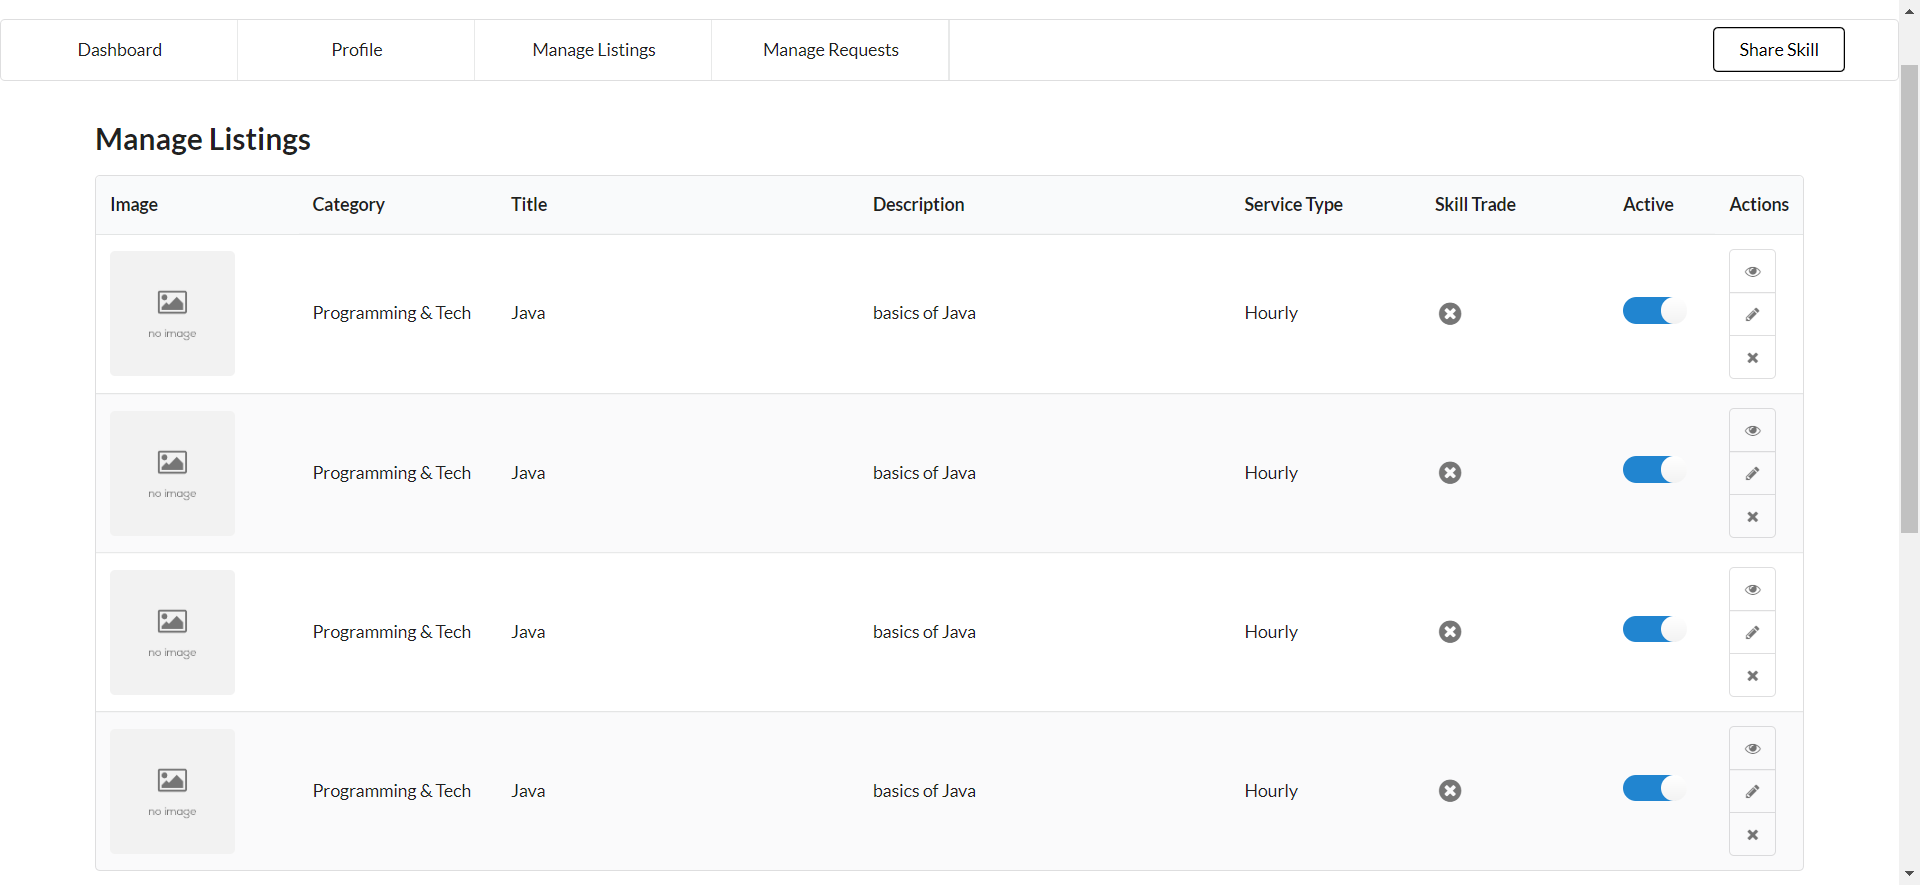 Dashboard Profile Manage Listings Manage Requests Share Skill
Manage Listings
Image Category Title Description Service Type Skill Trade Active Actions
no image Programming & Tech Java basics of Java Hourly
no image Programming & Tech Java basics of Java Hourly
no image Programming & Tech Java basics of Java Hourly
no image Programming & Tech Java basics of Java Hourly